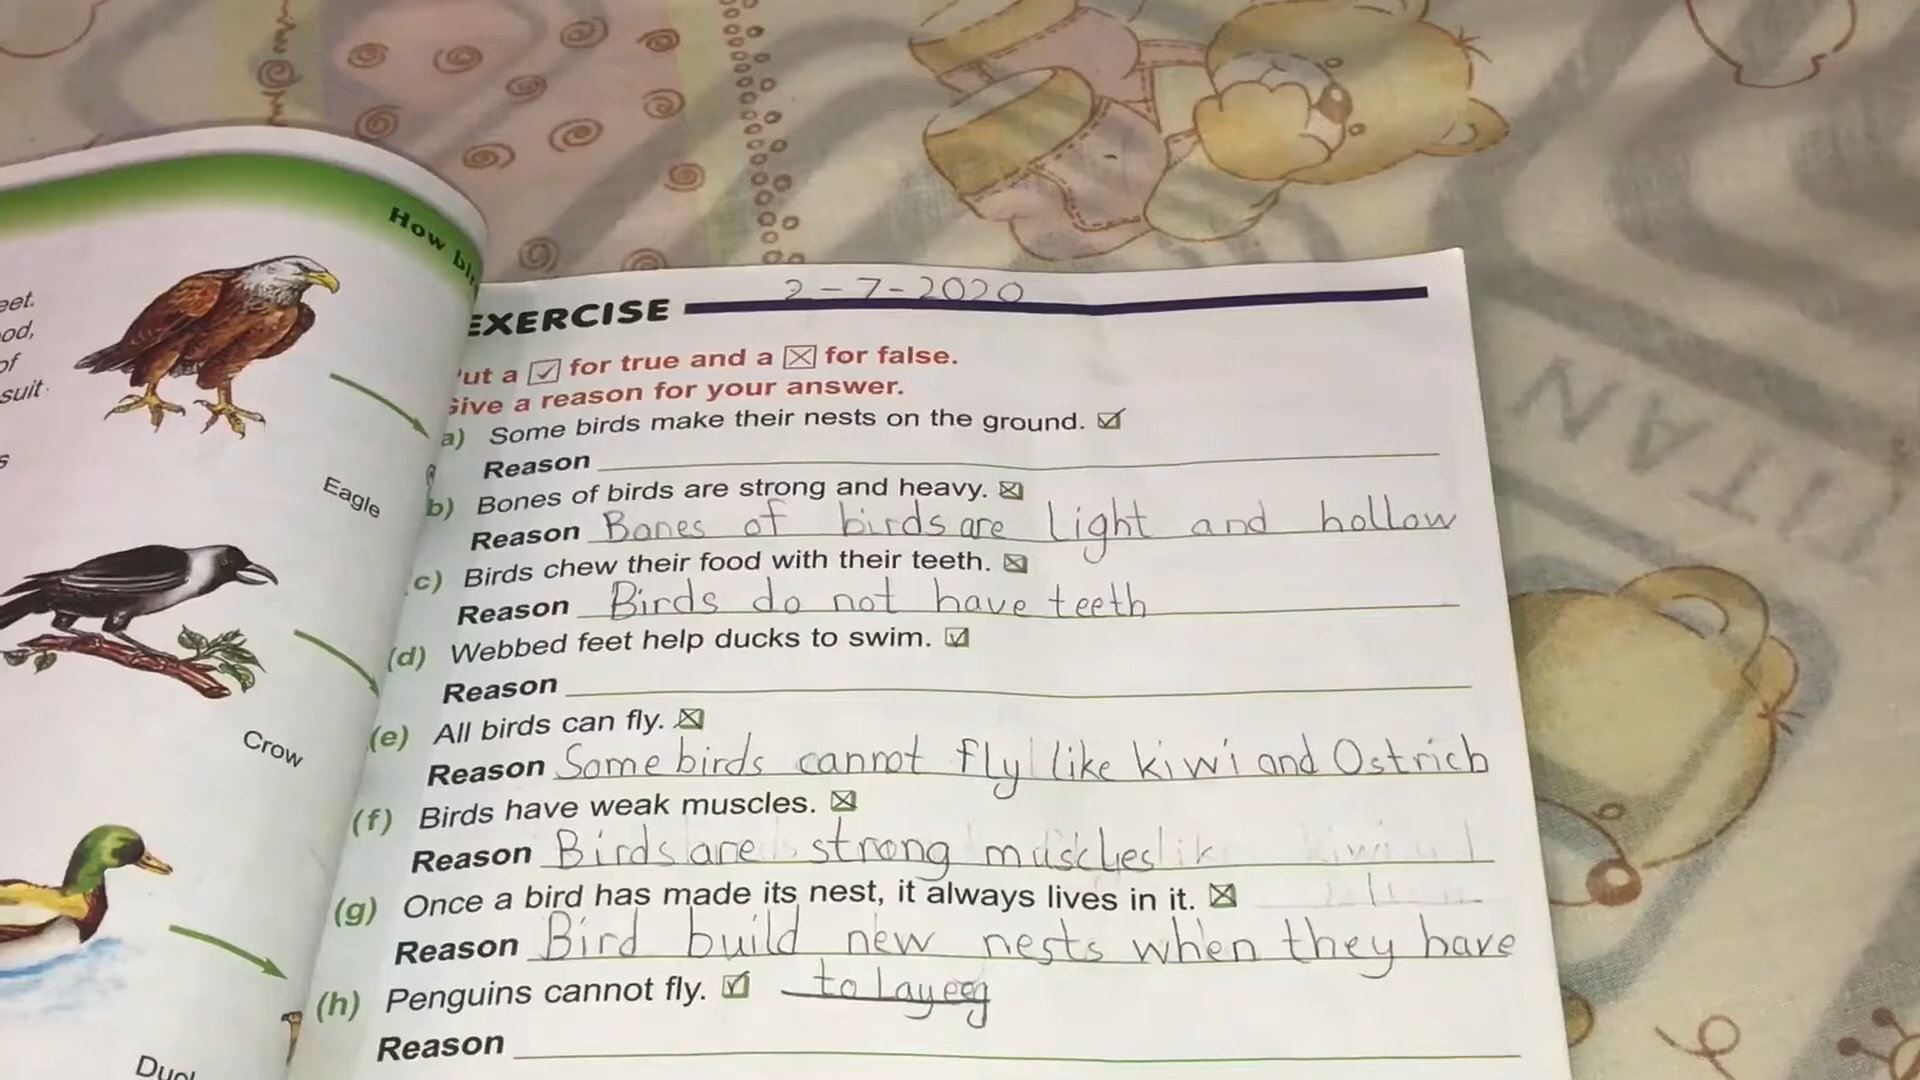 How bi
eet.
od,
of
suit
s
Eagle
Crow
2-7-2020
EXERCISE
ut a ☑ for true and a ☒ for false.
Give a reason for your answer.
a) Some birds make their nests on the ground. ☑
Reason
b) Bones of birds are strong and heavy. ☒
Reason Bones of birds are light and hollow
c) Birds chew their food with their teeth. ☒
Reason Birds do not have teeth
(d) Webbed feet help ducks to swim. ☑
Reason
(e) All birds can fly. ☒
Reason Some birds cannot fly like kiwi and Ostrich
(f) Birds have weak muscles. ☒
Reason Birds are strong muscles
(g) Once a bird has made its nest, it always lives in it. ☒
Reason Bird build new nests when they have
(h) Penguins cannot fly. ☑ to lay eeg
Reason